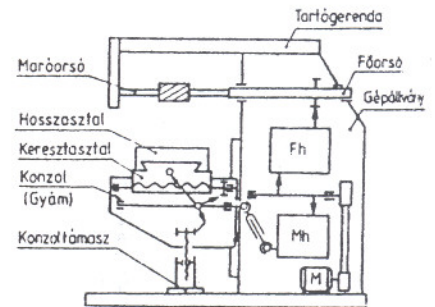 Tartógerenda
Főorsó
Maróorsó
Gépállvány
Hosszasztal
Keresztasztal
Konzol
(Gyám)
Konzoltámasz
Fh
Mh
M